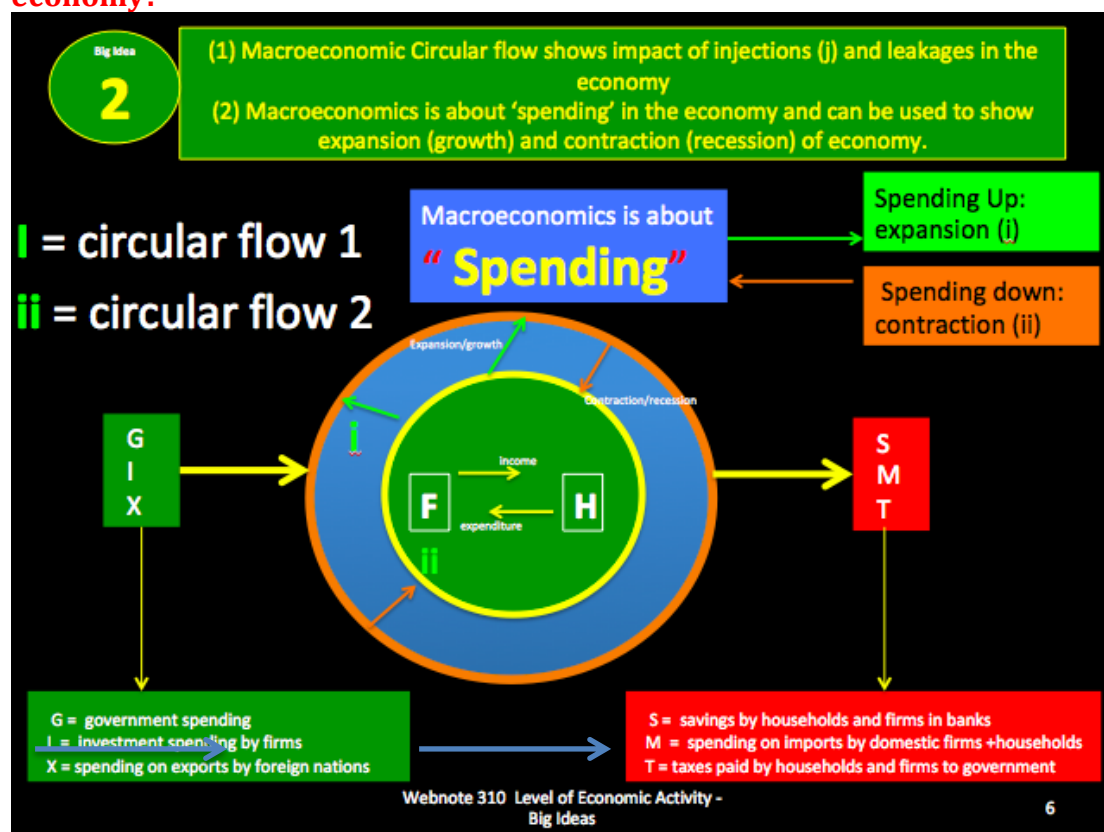 economy.
Big Idea
2
(1) Macroeconomic Circular flow shows impact of injections (j) and leakages in the
economy
(2) Macroeconomics is about ‘spending’ in the economy and can be used to show
expansion (growth) and contraction (recession) of economy.
I = circular flow 1
ii = circular flow 2
Macroeconomics is about
“ Spending”
Spending Up:
expansion (i)
Spending down:
contraction (ii)
Expansion/growth
Contraction/recession
i
G
I
X
income
F
H
expenditure
ii
S
M
T
G = government spending
I = investment spending by firms
X = spending on exports by foreign nations
S = savings by households and firms in banks
M = spending on imports by domestic firms +households
T = taxes paid by households and firms to government
Webnote 310 Level of Economic Activity -
Big Ideas
6